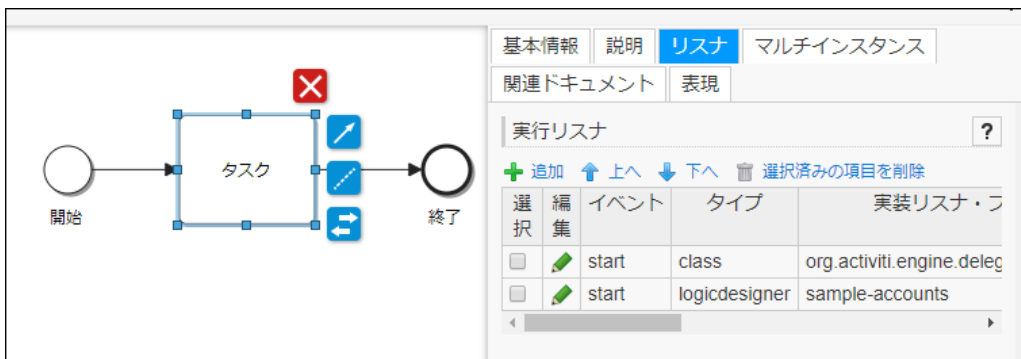 基本情報 説明 リスナ マルチインスタンス
関連ドキュメント 表現
実行リスナ ?
追加 上へ 下へ 選択済みの項目を削除
選択 編集 イベント タイプ 実装リスナ・フ
start class org.activiti.engine.deleg
start logicdesigner sample-accounts
タスク
開始
終了